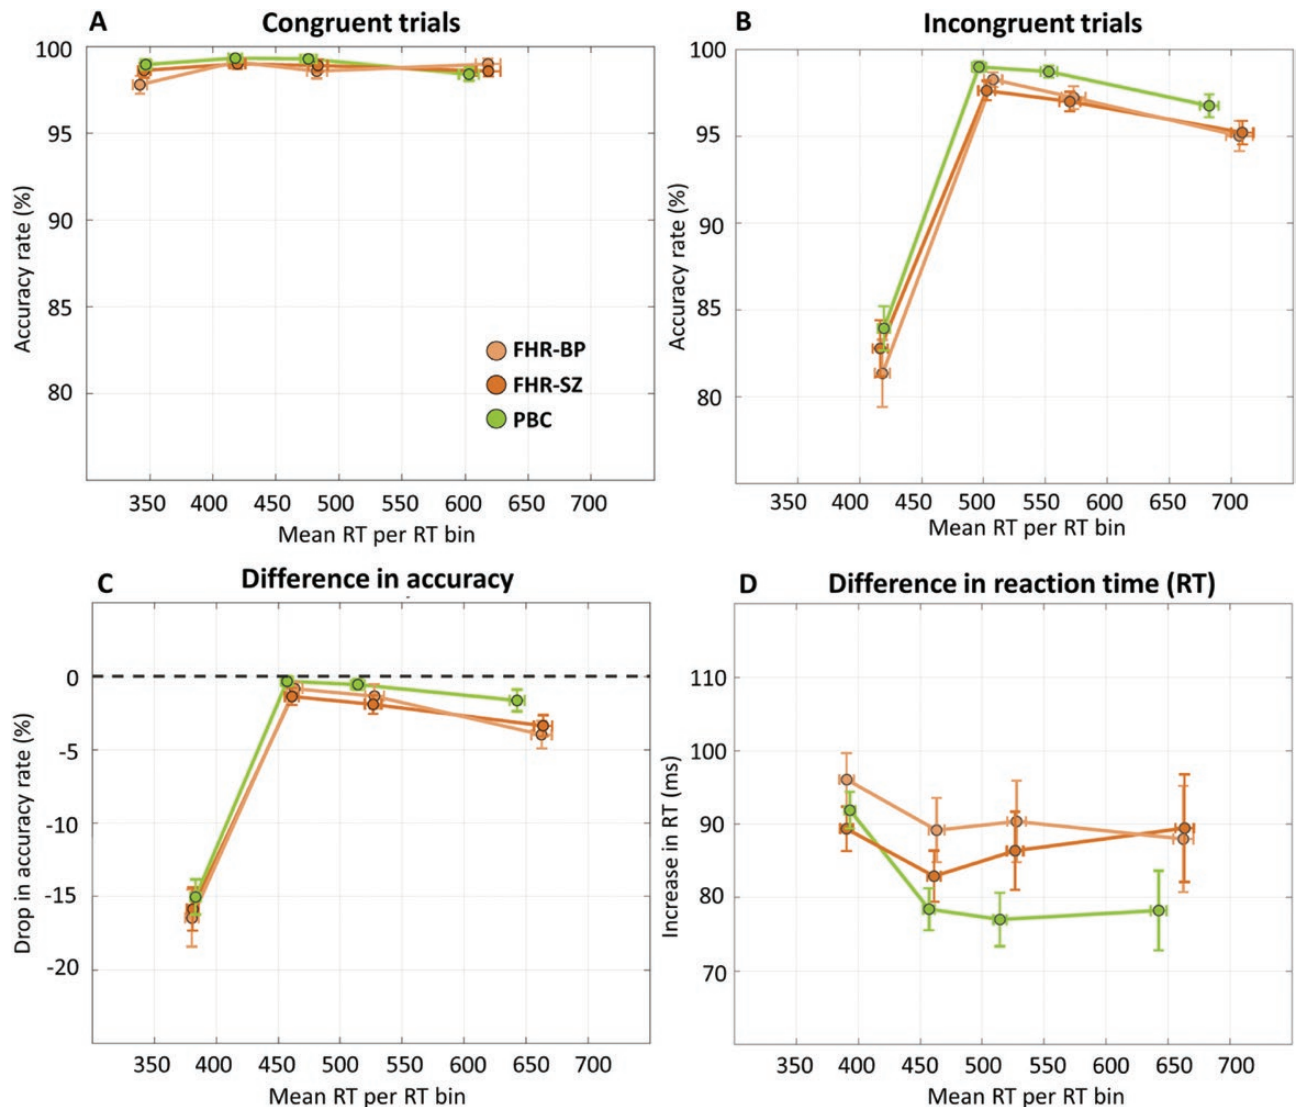 A Congruent trials
100
95
90
85
80
Accuracy rate (%)
FHR-BP
FHR-SZ
PBC
350 400 450 500 550 600 650 700
Mean RT per RT bin
B Incongruent trials
100
95
90
85
80
Accuracy rate (%)
350 400 450 500 550 600 650 700
Mean RT per RT bin
C Difference in accuracy
0
-5
-10
-15
-20
Drop in accuracy rate (%)
350 400 450 500 550 600 650 700
Mean RT per RT bin
D Difference in reaction time (RT)
110
100
90
80
70
Increase in RT (ms)
350 400 450 500 550 600 650 700
Mean RT per RT bin